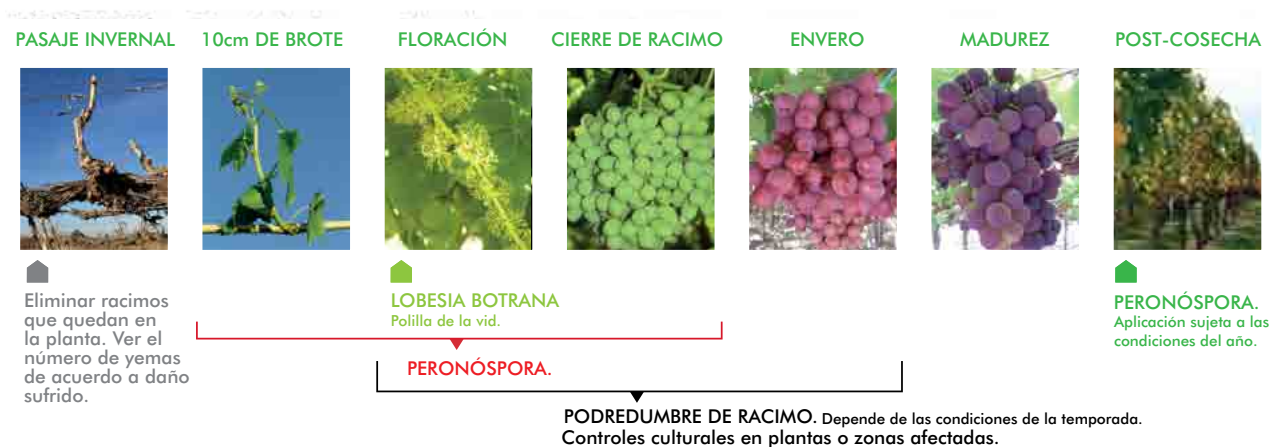 PASAJE INVERNAL
10cm DE BROTE
FLORACIÓN
CIERRE DE RACIMO
ENVERO
MADUREZ
POST-COSECHA
Eliminar racimos
que quedan en
la planta. Ver el
número de yemas
de acuerdo a daño
sufrido.
LOBESIA BOTRANA
Polilla de la vid.
PERONÓSPORA.
Aplicación sujeta a las
condiciones del año.
PERONÓSPORA.
PODREDUMBRE DE RACIMO. Depende de las condiciones de la temporada.
Controles culturales en plantas o zonas afectadas.